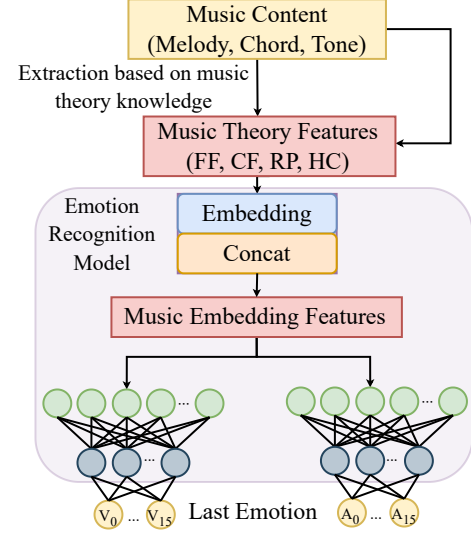 Music Content
(Melody, Chord, Tone)
Extraction based on music
theory knowledge
Music Theory Features
(FF, CF, RP, HC)
Emotion
Recognition
Model
Embedding
Concat
Music Embedding Features
... ...
... ...
V0 ... V15 Last Emotion A0 ... A15